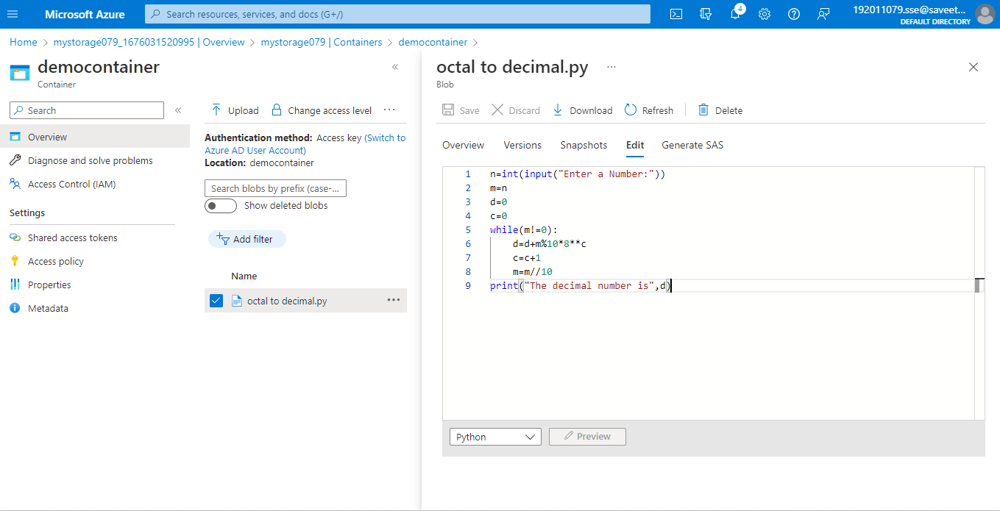 Microsoft Azure
Search resources, services, and docs (G+/)
4
192011079.sse@saveet...
DEFAULT DIRECTORY
Home > mystorage079_1676031520995 | Overview > mystorage079 | Containers > democontainer >
democontainer
Container
Search
Overview
Diagnose and solve problems
Access Control (IAM)
Settings
Shared access tokens
Access policy
Properties
Metadata
Upload Change access level ...
Authentication method: Access key (Switch to
Azure AD User Account)
Location: democontainer
Search blobs by prefix (case-...
Show deleted blobs
Add filter
Name
octal to decimal.py ...
octal to decimal.py ...
Blob
Save Discard Download Refresh Delete
Overview Versions Snapshots Edit Generate SAS
1 n=int(input("Enter a Number:"))
2 m=n
3 d=0
4 c=0
5 while(m!=0):
6     d=d+m%10*8**c
7     c=c+1
8     m=m//10
9 print("The decimal number is",d)
Python Preview